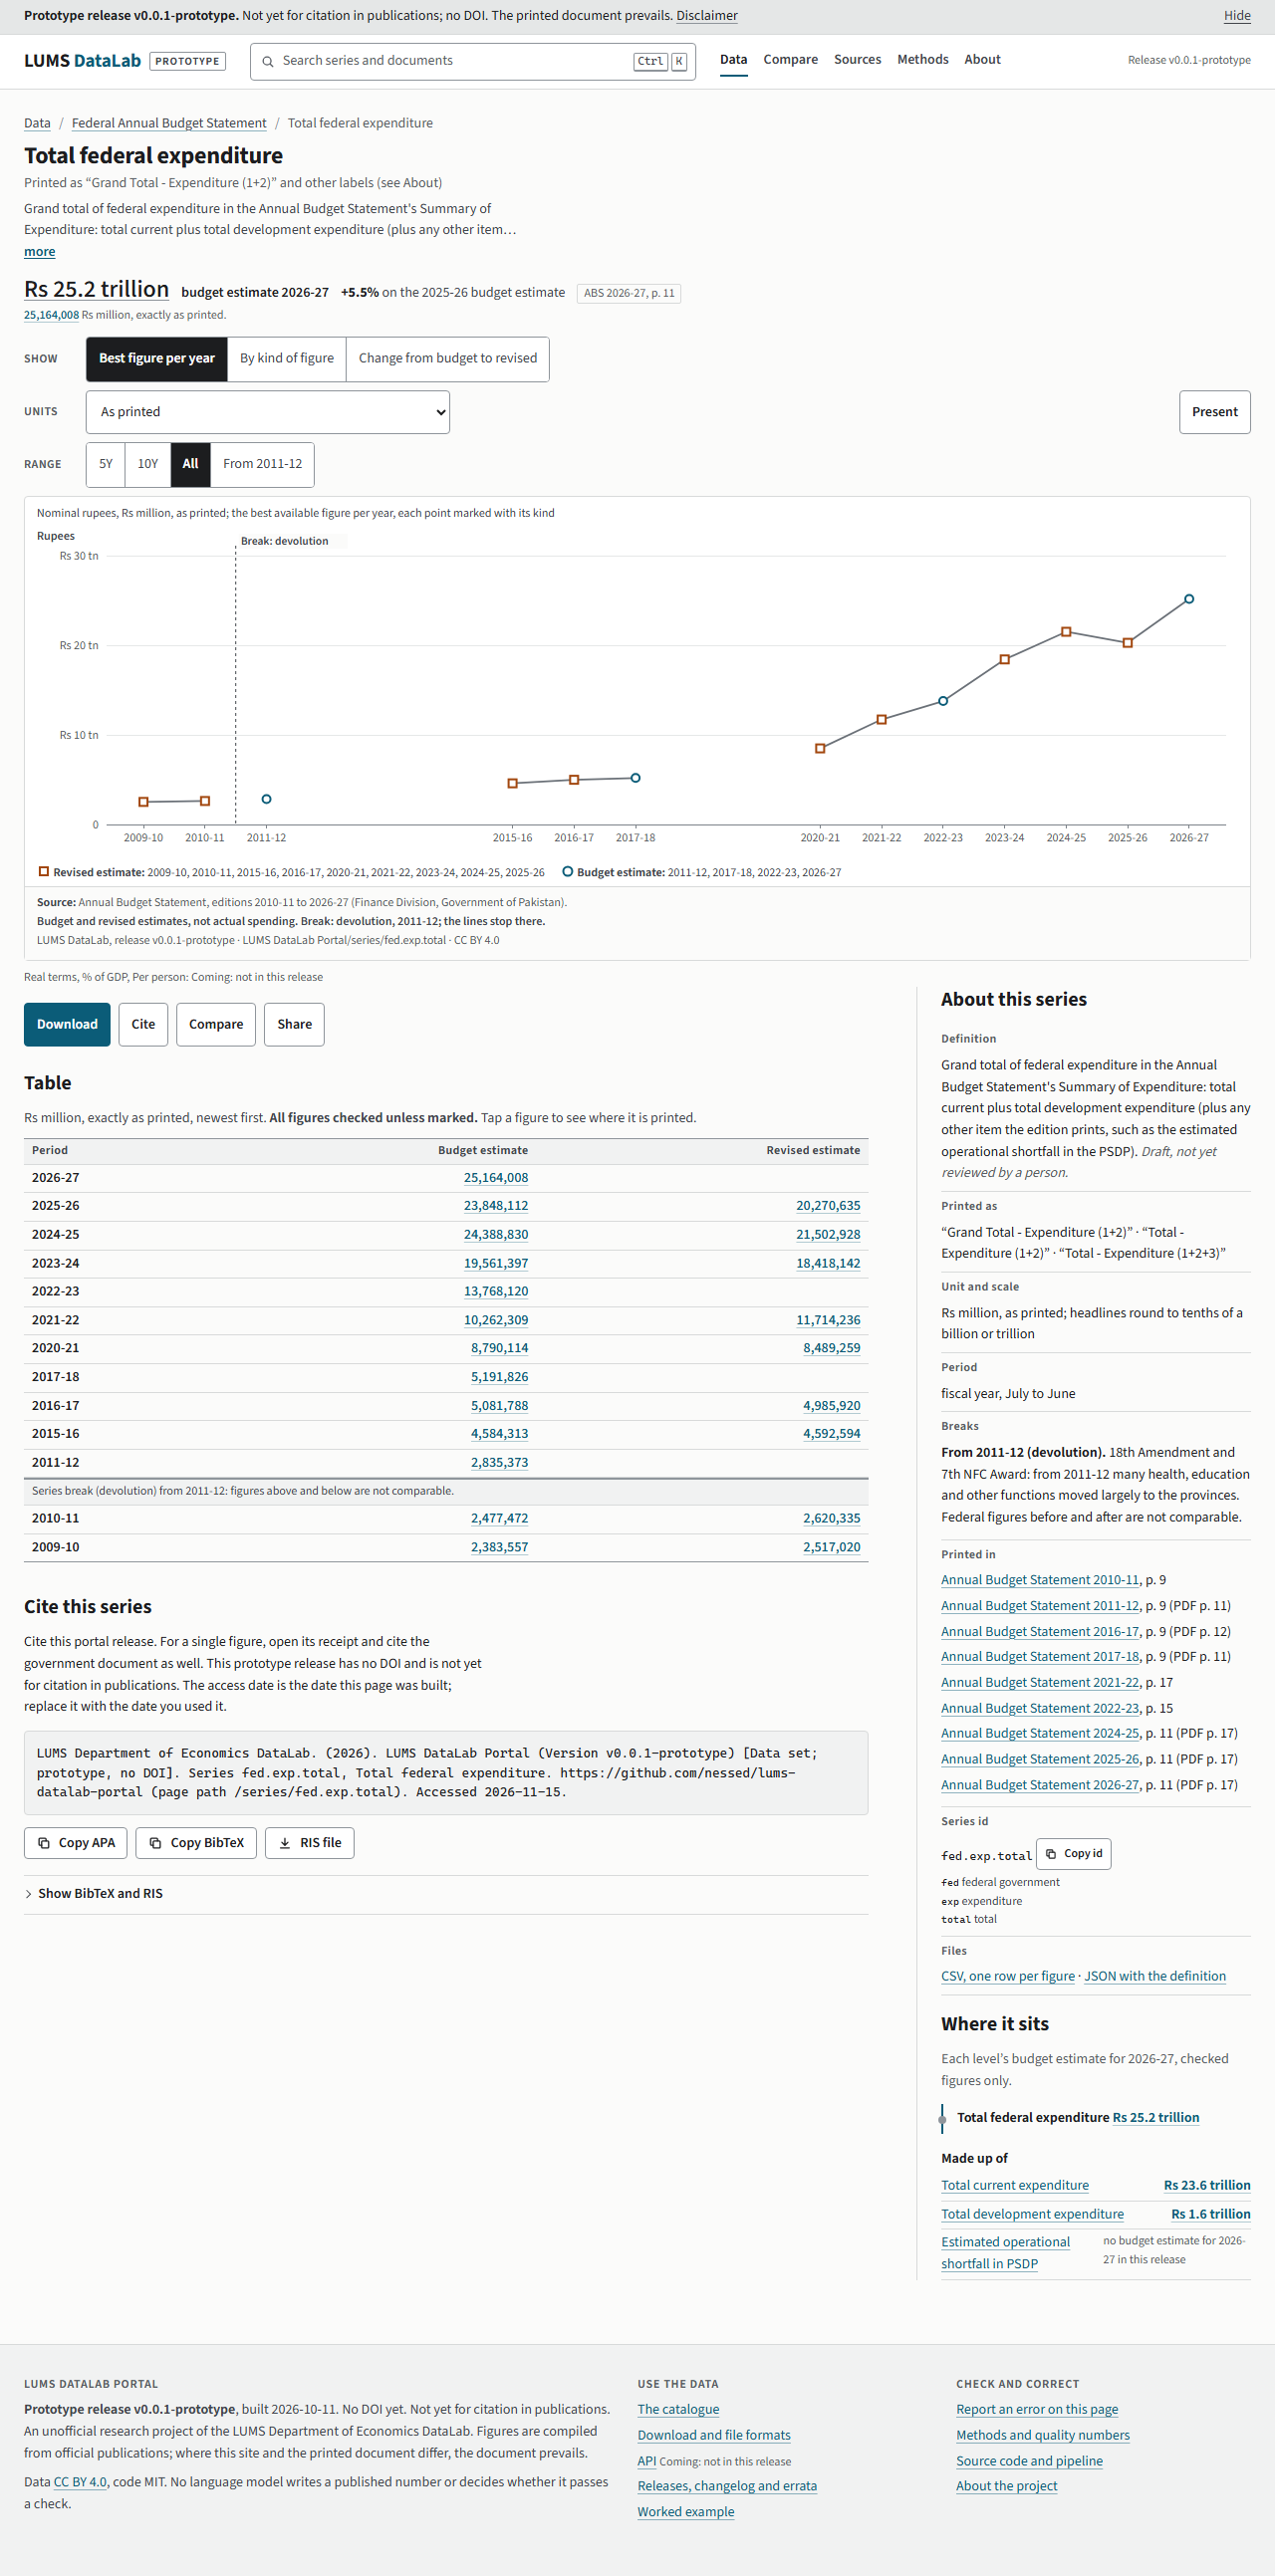 Prototype release v0.0.1-prototype. Not yet for citation in publications; no DOI. The printed document prevails. Disclaimer
Hide
LUMS DataLab PROTOTYPE
Search series and documents Ctrl K
Data Compare Sources Methods About
Release v0.0.1-prototype
Data / Federal Annual Budget Statement / Total federal expenditure
Total federal expenditure
Printed as “Grand Total - Expenditure (1+2)” and other labels (see About)
Grand total of federal expenditure in the Annual Budget Statement's Summary of
Expenditure: total current plus total development expenditure (plus any other item…
more
Rs 25.2 trillion budget estimate 2026-27 +5.5% on the 2025-26 budget estimate ABS 2026-27, p. 11
25,164,008 Rs million, exactly as printed.
SHOW Best figure per year By kind of figure Change from budget to revised
UNITS As printed
Present
RANGE 5Y 10Y All From 2011-12
Nominal rupees, Rs million, as printed; the best available figure per year, each point marked with its kind
Rupees
Break: devolution
Rs 30 tn
Rs 20 tn
Rs 10 tn
0
2009-10 2010-11 2011-12 2015-16 2016-17 2017-18 2020-21 2021-22 2022-23 2023-24 2024-25 2025-26 2026-27
Revised estimate: 2009-10, 2010-11, 2015-16, 2016-17, 2020-21, 2021-22, 2023-24, 2024-25, 2025-26 Budget estimate: 2011-12, 2017-18, 2022-23, 2026-27
Source: Annual Budget Statement, editions 2010-11 to 2026-27 (Finance Division, Government of Pakistan).
Budget and revised estimates, not actual spending. Break: devolution, 2011-12; the lines stop there.
LUMS DataLab, release v0.0.1-prototype · LUMS DataLab Portal/series/fed.exp.total · CC BY 4.0
Real terms, % of GDP, Per person: Coming: not in this release
Download Cite Compare Share
Table
Rs million, exactly as printed, newest first. All figures checked unless marked. Tap a figure to see where it is printed.
Period Budget estimate Revised estimate
2026-27 25,164,008
2025-26 23,848,112 20,270,635
2024-25 24,388,830 21,502,928
2023-24 19,561,397 18,418,142
2022-23 13,768,120
2021-22 10,262,309 11,714,236
2020-21 8,790,114 8,489,259
2017-18 5,191,826
2016-17 5,081,788 4,985,920
2015-16 4,584,313 4,592,594
2011-12 2,835,373
Series break (devolution) from 2011-12: figures above and below are not comparable.
2010-11 2,477,472 2,620,335
2009-10 2,383,557 2,517,020
Cite this series
Cite this portal release. For a single figure, open its receipt and cite the
government document as well. This prototype release has no DOI and is not yet
for citation in publications. The access date is the date this page was built;
replace it with the date you used it.
LUMS Department of Economics DataLab. (2026). LUMS DataLab Portal (Version v0.0.1-prototype) [Data set;
prototype, no DOI]. Series fed.exp.total, Total federal expenditure. https://github.com/nessed/lums-
datalab-portal (page path /series/fed.exp.total). Accessed 2026-11-15.
Copy APA Copy BibTeX RIS file
Show BibTeX and RIS
About this series
Definition
Grand total of federal expenditure in the Annual
Budget Statement's Summary of Expenditure: total
current plus total development expenditure (plus any
other item the edition prints, such as the estimated
operational shortfall in the PSDP). Draft, not yet
reviewed by a person.
Printed as
“Grand Total - Expenditure (1+2)” · “Total -
Expenditure (1+2)” · “Total - Expenditure (1+2+3)”
Unit and scale
Rs million, as printed; headlines round to tenths of a
billion or trillion
Period
fiscal year, July to June
Breaks
From 2011-12 (devolution). 18th Amendment and
7th NFC Award: from 2011-12 many health, education
and other functions moved largely to the provinces.
Federal figures before and after are not comparable.
Printed in
Annual Budget Statement 2010-11, p. 9
Annual Budget Statement 2011-12, p. 9 (PDF p. 11)
Annual Budget Statement 2016-17, p. 9 (PDF p. 12)
Annual Budget Statement 2017-18, p. 9 (PDF p. 11)
Annual Budget Statement 2021-22, p. 17
Annual Budget Statement 2022-23, p. 15
Annual Budget Statement 2024-25, p. 11 (PDF p. 17)
Annual Budget Statement 2025-26, p. 11 (PDF p. 17)
Annual Budget Statement 2026-27, p. 11 (PDF p. 17)
Series id
fed.exp.total Copy id
fed federal government
exp expenditure
total total
Files
CSV, one row per figure · JSON with the definition
Where it sits
Each level’s budget estimate for 2026-27, checked
figures only.
Total federal expenditure Rs 25.2 trillion
Made up of
Total current expenditure Rs 23.6 trillion
Total development expenditure Rs 1.6 trillion
Estimated operational
shortfall in PSDP
no budget estimate for 2026-
27 in this release
LUMS DATALAB PORTAL
Prototype release v0.0.1-prototype, built 2026-10-11. No DOI yet. Not yet for citation in publications.
An unofficial research project of the LUMS Department of Economics DataLab. Figures are compiled
from official publications; where this site and the printed document differ, the document prevails.
Data CC BY 4.0, code MIT. No language model writes a published number or decides whether it passes
a check.
USE THE DATA
The catalogue
Download and file formats
API Coming: not in this release
Releases, changelog and errata
Worked example
CHECK AND CORRECT
Report an error on this page
Methods and quality numbers
Source code and pipeline
About the project